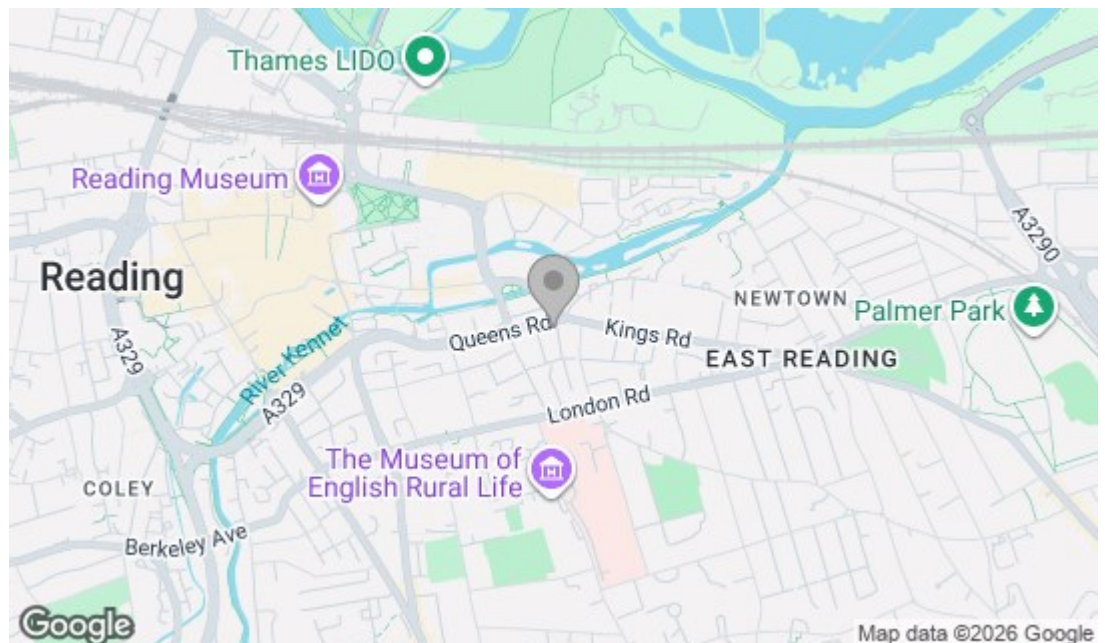 Thames LIDO
Reading Museum
A3290
Reading
NEWTOWN
Palmer Park
Queens Rd
Kings Rd
EAST READING
A329
River Kennet
A329
London Rd
The Museum of
English Rural Life
COLEY
Berkeley Ave
Google
Map data ©2026 Google